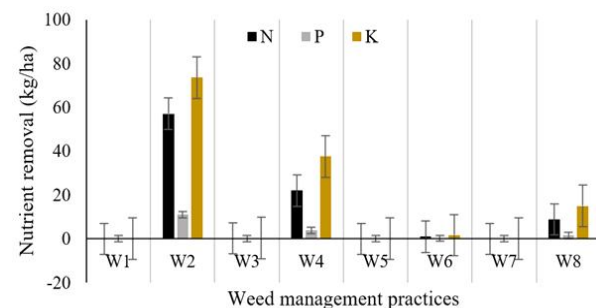 100
N P K
80
60
40
20
0
-20
Nutrient removal (kg/ha)
W1 W2 W3 W4 W5 W6 W7 W8
Weed management practices